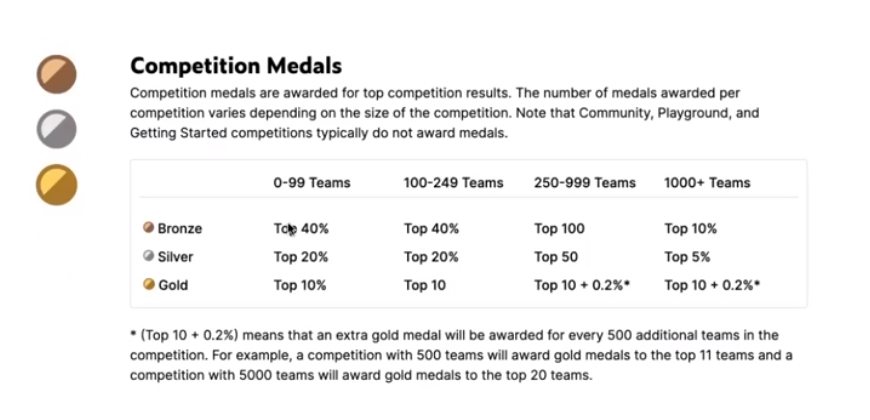 Competition Medals
Competition medals are awarded for top competition results. The number of medals awarded per
competition varies depending on the size of the competition. Note that Community, Playground, and
Getting Started competitions typically do not award medals.
0-99 Teams 100-249 Teams 250-999 Teams 1000+ Teams
Bronze Top 40% Top 40% Top 100 Top 10%
Silver Top 20% Top 20% Top 50 Top 5%
Gold Top 10% Top 10 Top 10 + 0.2%* Top 10 + 0.2%*
* (Top 10 + 0.2%) means that an extra gold medal will be awarded for every 500 additional teams in the
competition. For example, a competition with 500 teams will award gold medals to the top 11 teams and a
competition with 5000 teams will award gold medals to the top 20 teams.